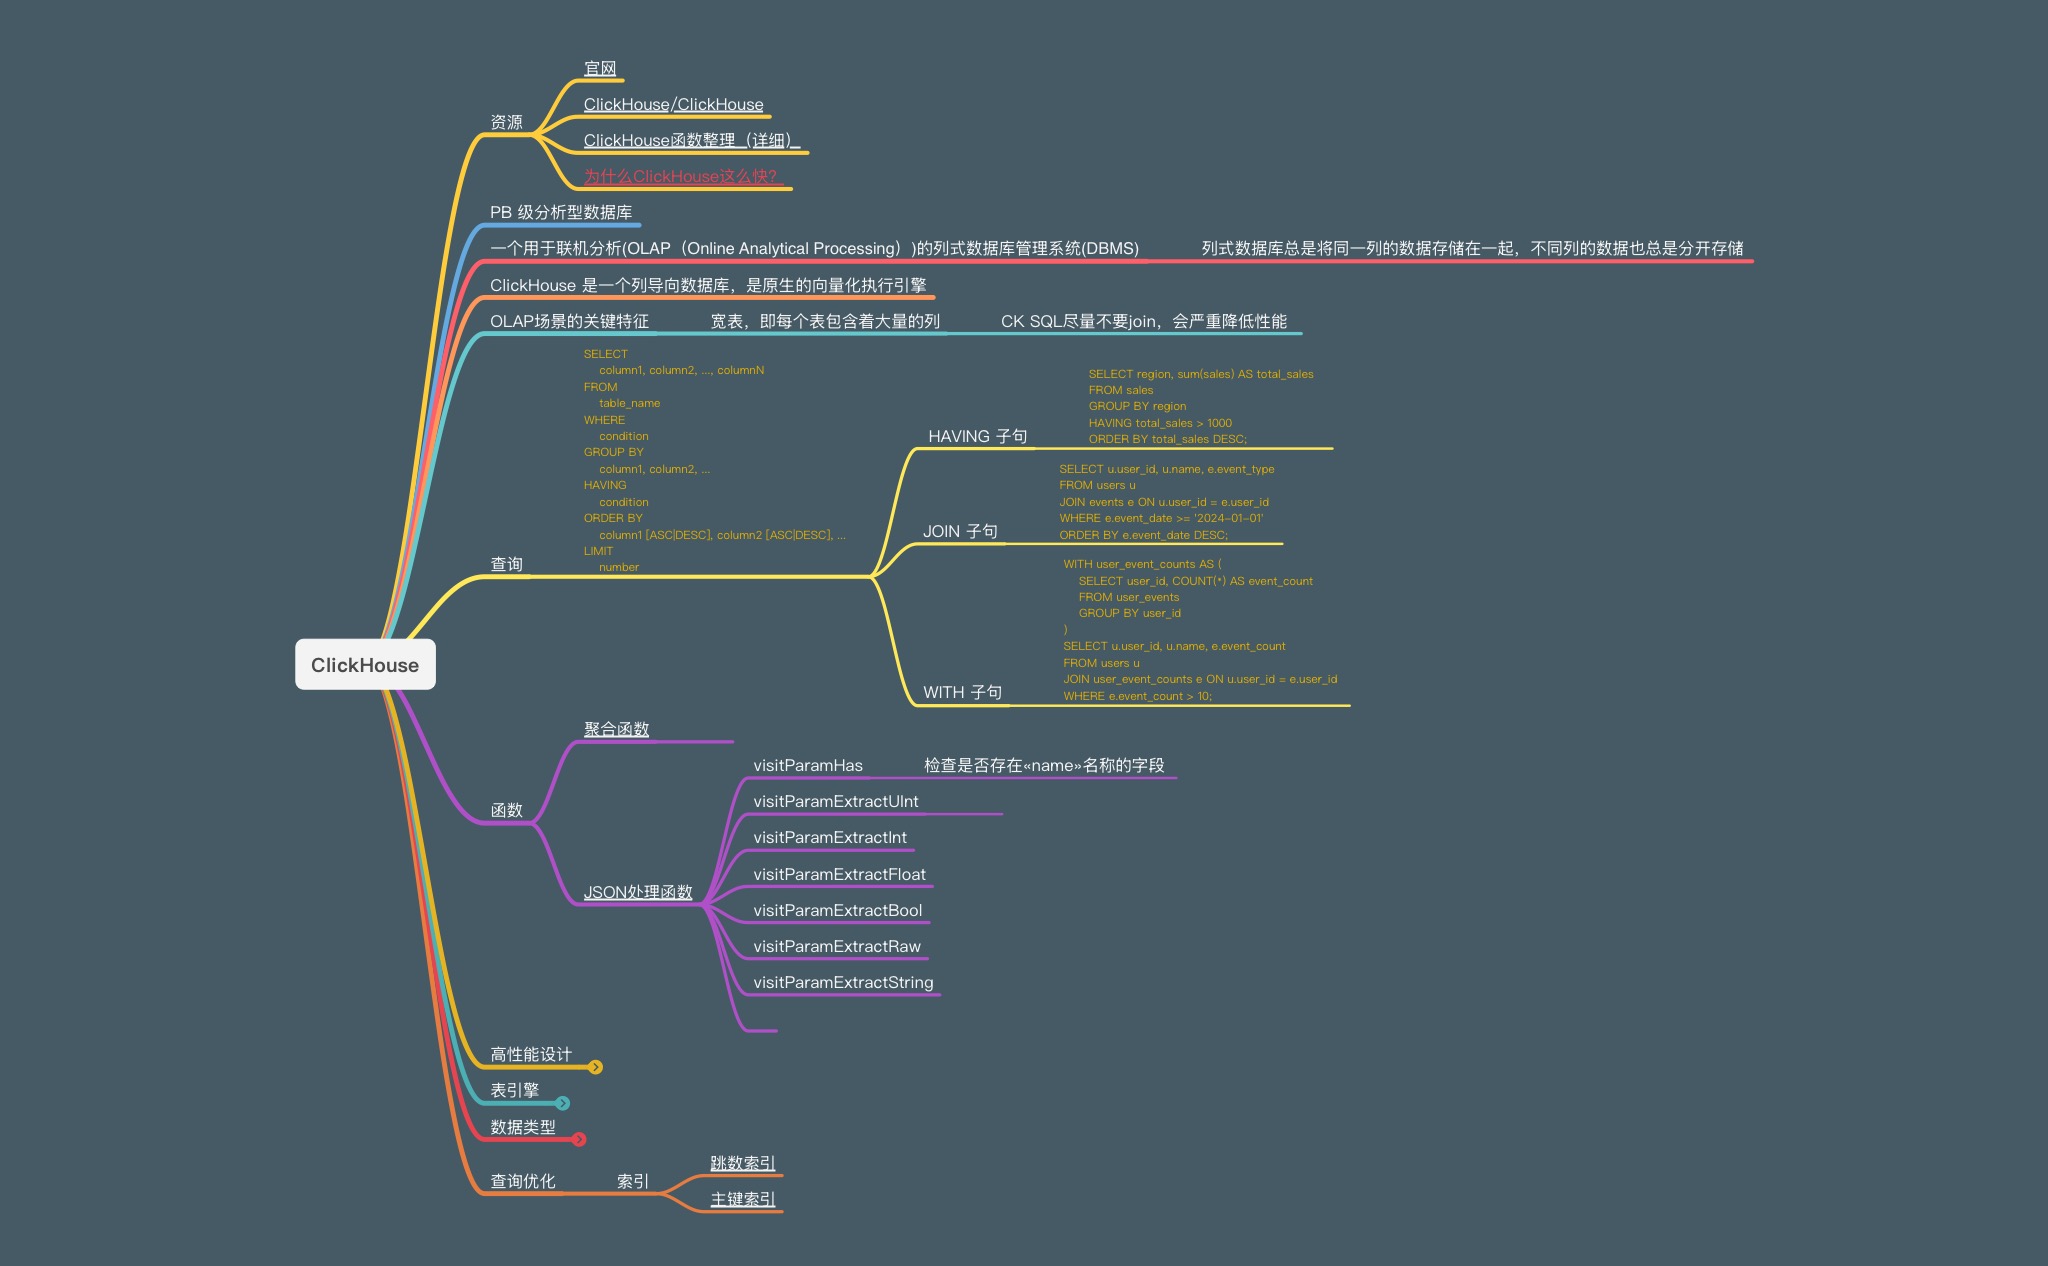 官网
ClickHouse/ClickHouse
资源
ClickHouse函数整理（详细）
为什么ClickHouse这么快？
PB 级分析型数据库
一个用于联机分析(OLAP（Online Analytical Processing）)的列式数据库管理系统(DBMS)
列式数据库总是将同一列的数据存储在一起，不同列的数据也总是分开存储
ClickHouse 是一个列导向数据库，是原生的向量化执行引擎
OLAP场景的关键特征
宽表，即每个表包含着大量的列
CK SQL尽量不要join，会严重降低性能
查询
SELECT
column1, column2, ..., columnN
FROM
table_name
WHERE
condition
GROUP BY
column1, column2, ...
HAVING
condition
ORDER BY
column1 [ASC|DESC], column2 [ASC|DESC], ...
LIMIT
number
HAVING 子句
SELECT region, sum(sales) AS total_sales
FROM sales
GROUP BY region
HAVING total_sales > 1000
ORDER BY total_sales DESC;
JOIN 子句
SELECT u.user_id, u.name, e.event_type
FROM users u
JOIN events e ON u.user_id = e.user_id
WHERE e.event_date >= '2024-01-01'
ORDER BY e.event_date DESC;
WITH 子句
WITH user_event_counts AS (
SELECT user_id, COUNT(*) AS event_count
FROM user_events
GROUP BY user_id
)
SELECT u.user_id, u.name, e.event_count
FROM users u
JOIN user_event_counts e ON u.user_id = e.user_id
WHERE e.event_count > 10;
ClickHouse
函数
聚合函数
JSON处理函数
visitParamHas
检查是否存在«name»名称的字段
visitParamExtractUInt
visitParamExtractInt
visitParamExtractFloat
visitParamExtractBool
visitParamExtractRaw
visitParamExtractString
高性能设计
表引擎
数据类型
查询优化
索引
跳数索引
主键索引